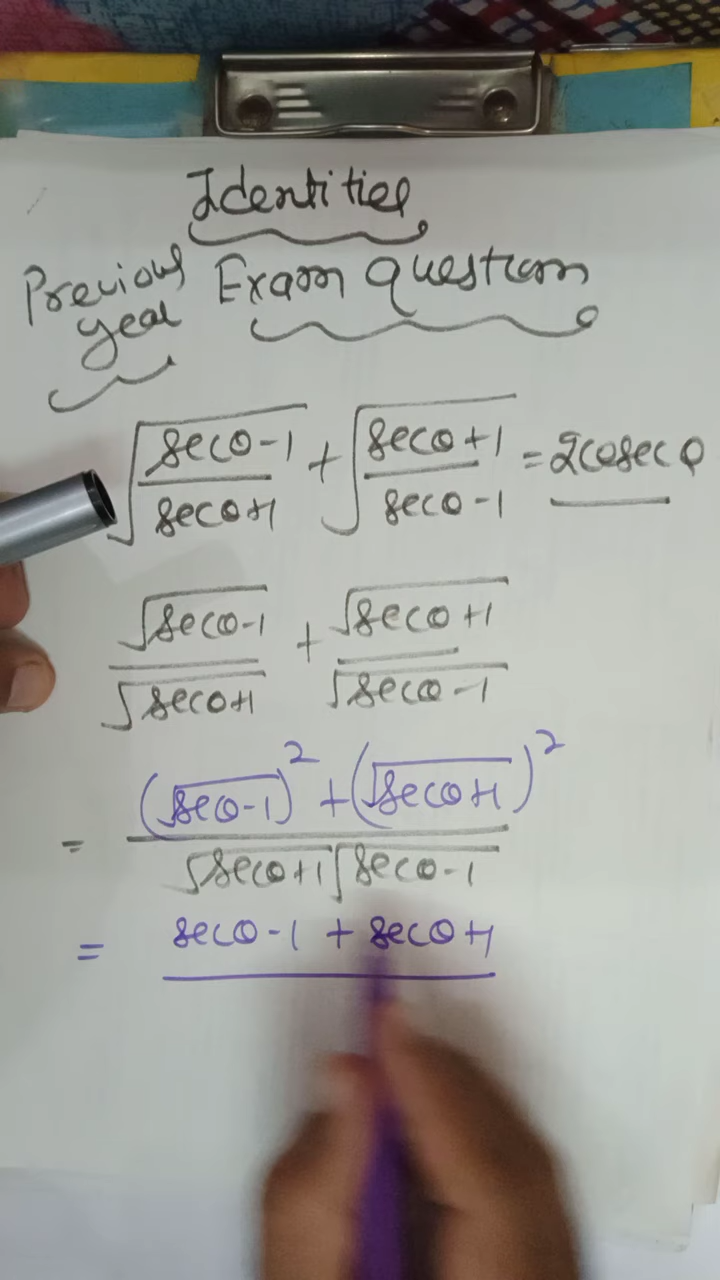 Identities
Previous year Exam question
√(secθ-1/secθ+1) + √(secθ+1/secθ-1) = 2cosecθ
√secθ-1/√secθ+1 + √secθ+1/√secθ-1
= (√secθ-1)² + (√secθ+1)² / √secθ+1 √secθ-1
= secθ-1 + secθ+1